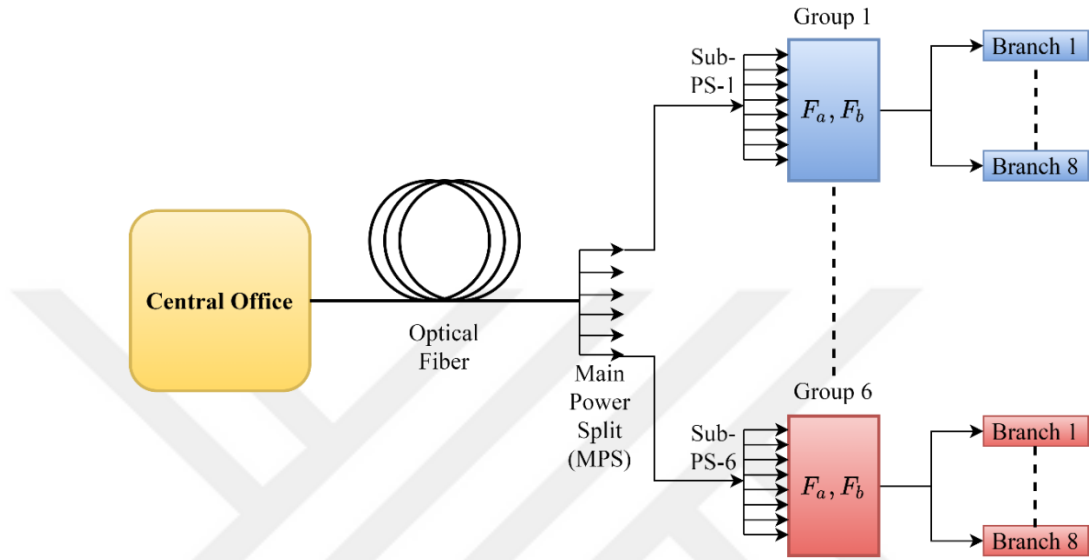 Central Office
Optical
Fiber
Main
Power
Split
(MPS)
Sub-
PS-1
Group 1
F_a, F_b
Branch 1
Branch 8
Sub-
PS-6
Group 6
F_a, F_b
Branch 1
Branch 8